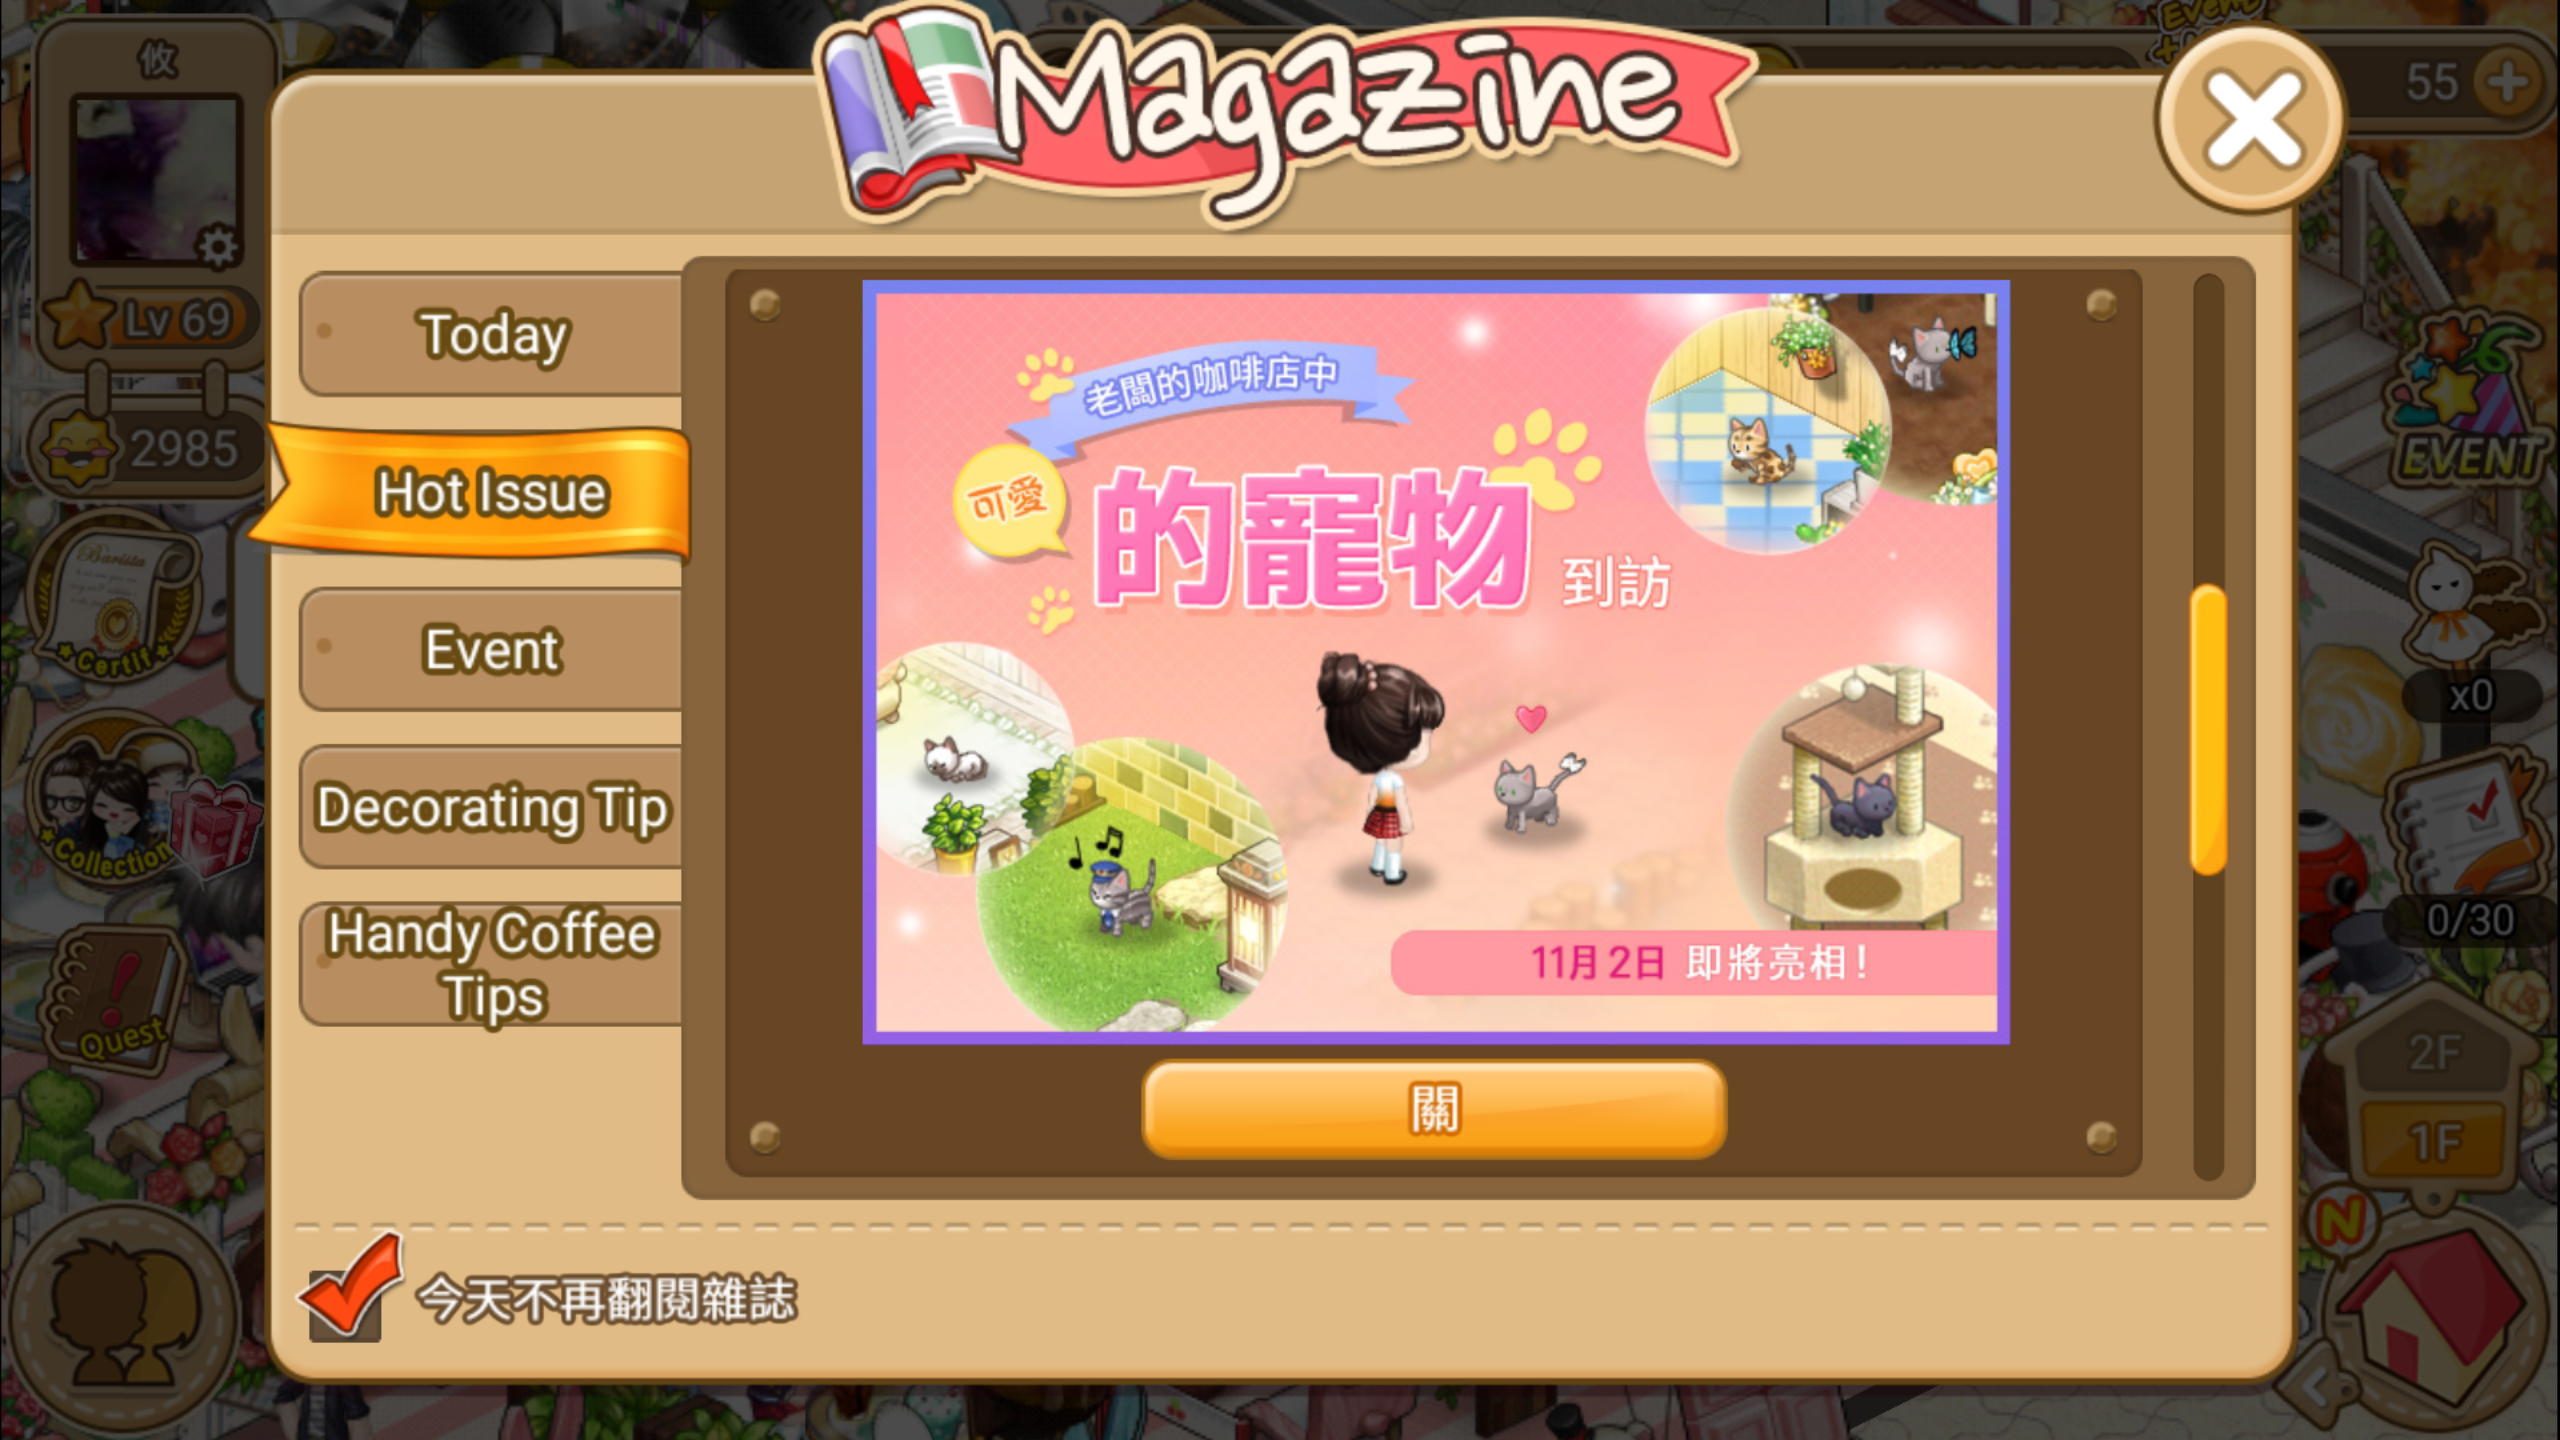 Magazine
攸
55
Lv 69
2985
Today
Hot Issue
Event
Decorating Tip
Handy Coffee
Tips
老闆的咖啡店中
可愛
的寵物
到訪
11月2日 即將亮相!
關
今天不再翻閱雜誌
Barista
Certif
Collection
Quest
Event
EVENT
x0
0/30
2F
1F
N